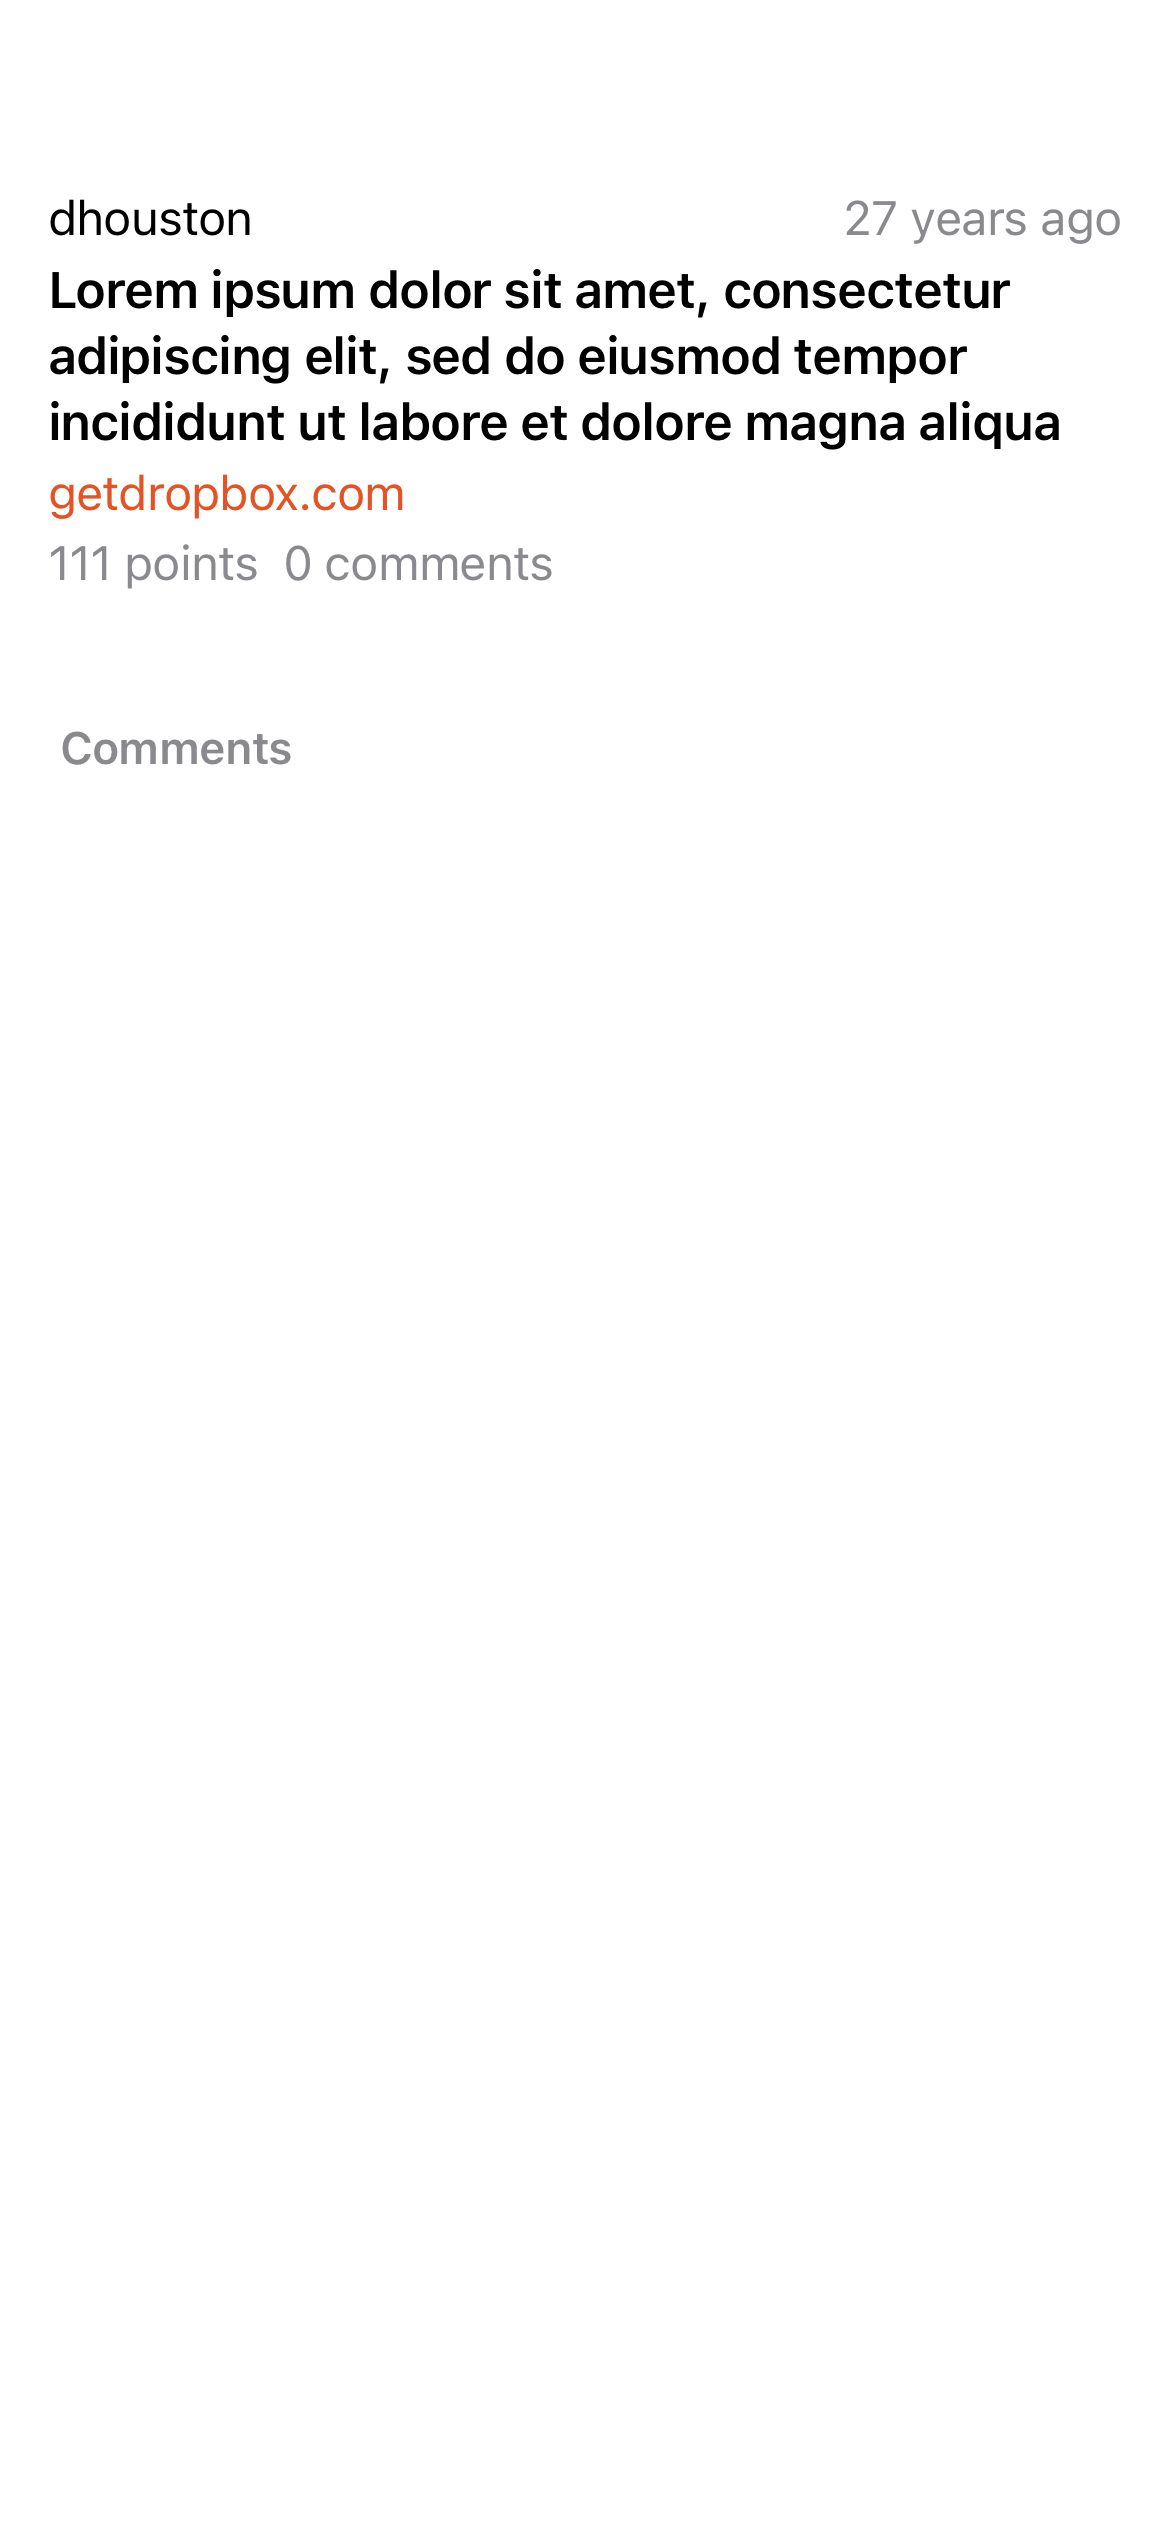 dhouston 27 years ago
Lorem ipsum dolor sit amet, consectetur
adipiscing elit, sed do eiusmod tempor
incididunt ut labore et dolore magna aliqua
getdropbox.com
111 points 0 comments
Comments